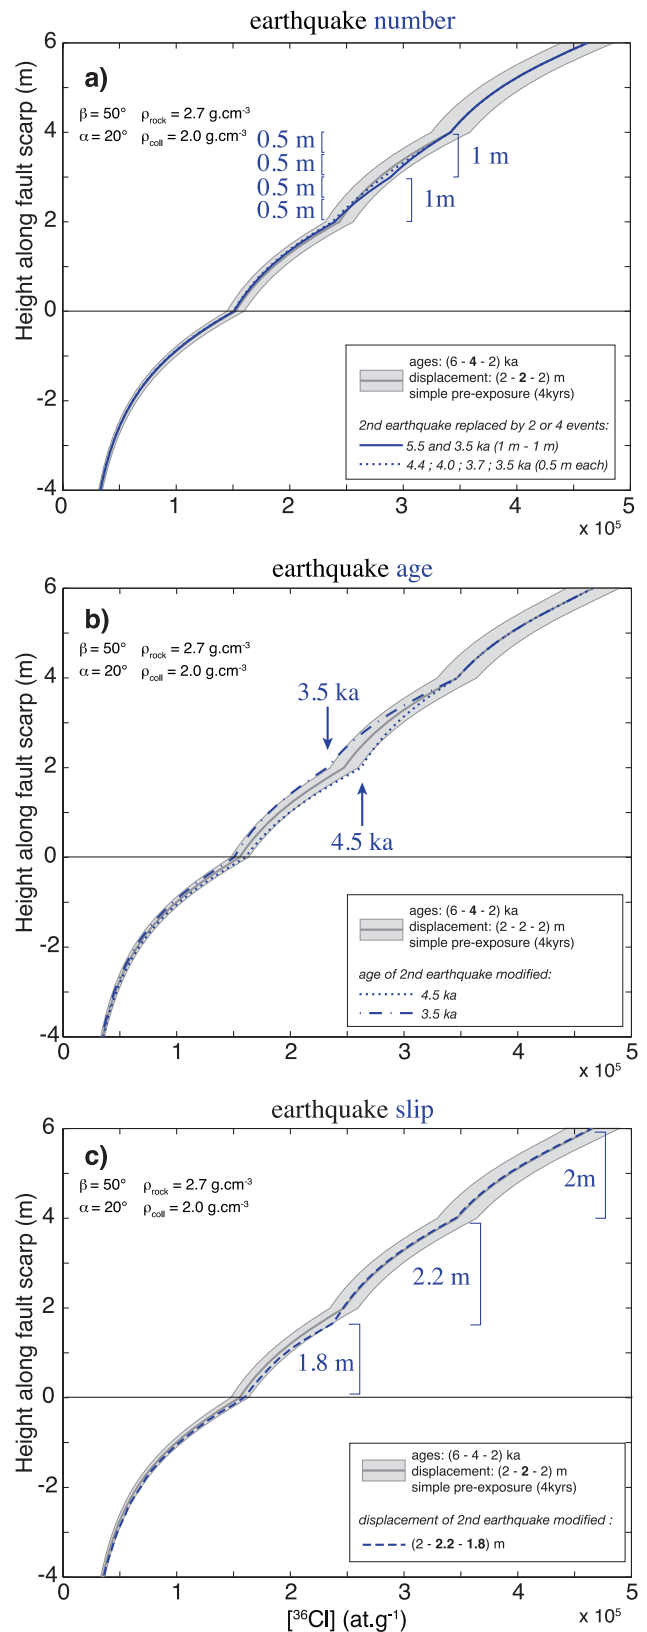 earthquake number
a)
β = 50° ρrock = 2.7 g.cm-3
α = 20° ρcoll = 2.0 g.cm-3
0.5 m
0.5 m
0.5 m
0.5 m
1 m
1m
Height along fault scarp (m)
6
4
2
0
-2
-4
ages: (6 - 4 - 2) ka
displacement: (2 - 2 - 2) m
simple pre-exposure (4kyrs)
2nd earthquake replaced by 2 or 4 events:
5.5 and 3.5 ka (1 m - 1 m)
4.4 ; 4.0 ; 3.7 ; 3.5 ka (0.5 m each)
0 1 2 3 4 5
x 10⁵
earthquake age
b)
β = 50° ρrock = 2.7 g.cm-3
α = 20° ρcoll = 2.0 g.cm-3
3.5 ka
4.5 ka
Height along fault scarp (m)
6
4
2
0
-2
-4
ages: (6 - 4 - 2) ka
displacement: (2 - 2 - 2) m
simple pre-exposure (4kyrs)
age of 2nd earthquake modified:
4.5 ka
3.5 ka
0 1 2 3 4 5
x 10⁵
earthquake slip
c)
β = 50° ρrock = 2.7 g.cm-3
α = 20° ρcoll = 2.0 g.cm-3
2m
2.2 m
1.8 m
Height along fault scarp (m)
6
4
2
0
-2
-4
ages: (6 - 4 - 2) ka
displacement: (2 - 2 - 2) m
simple pre-exposure (4kyrs)
displacement of 2nd earthquake modified :
(2 - 2.2 - 1.8) m
0 1 2 3 4 5
[³⁶Cl] (at.g-1)
x 10⁵